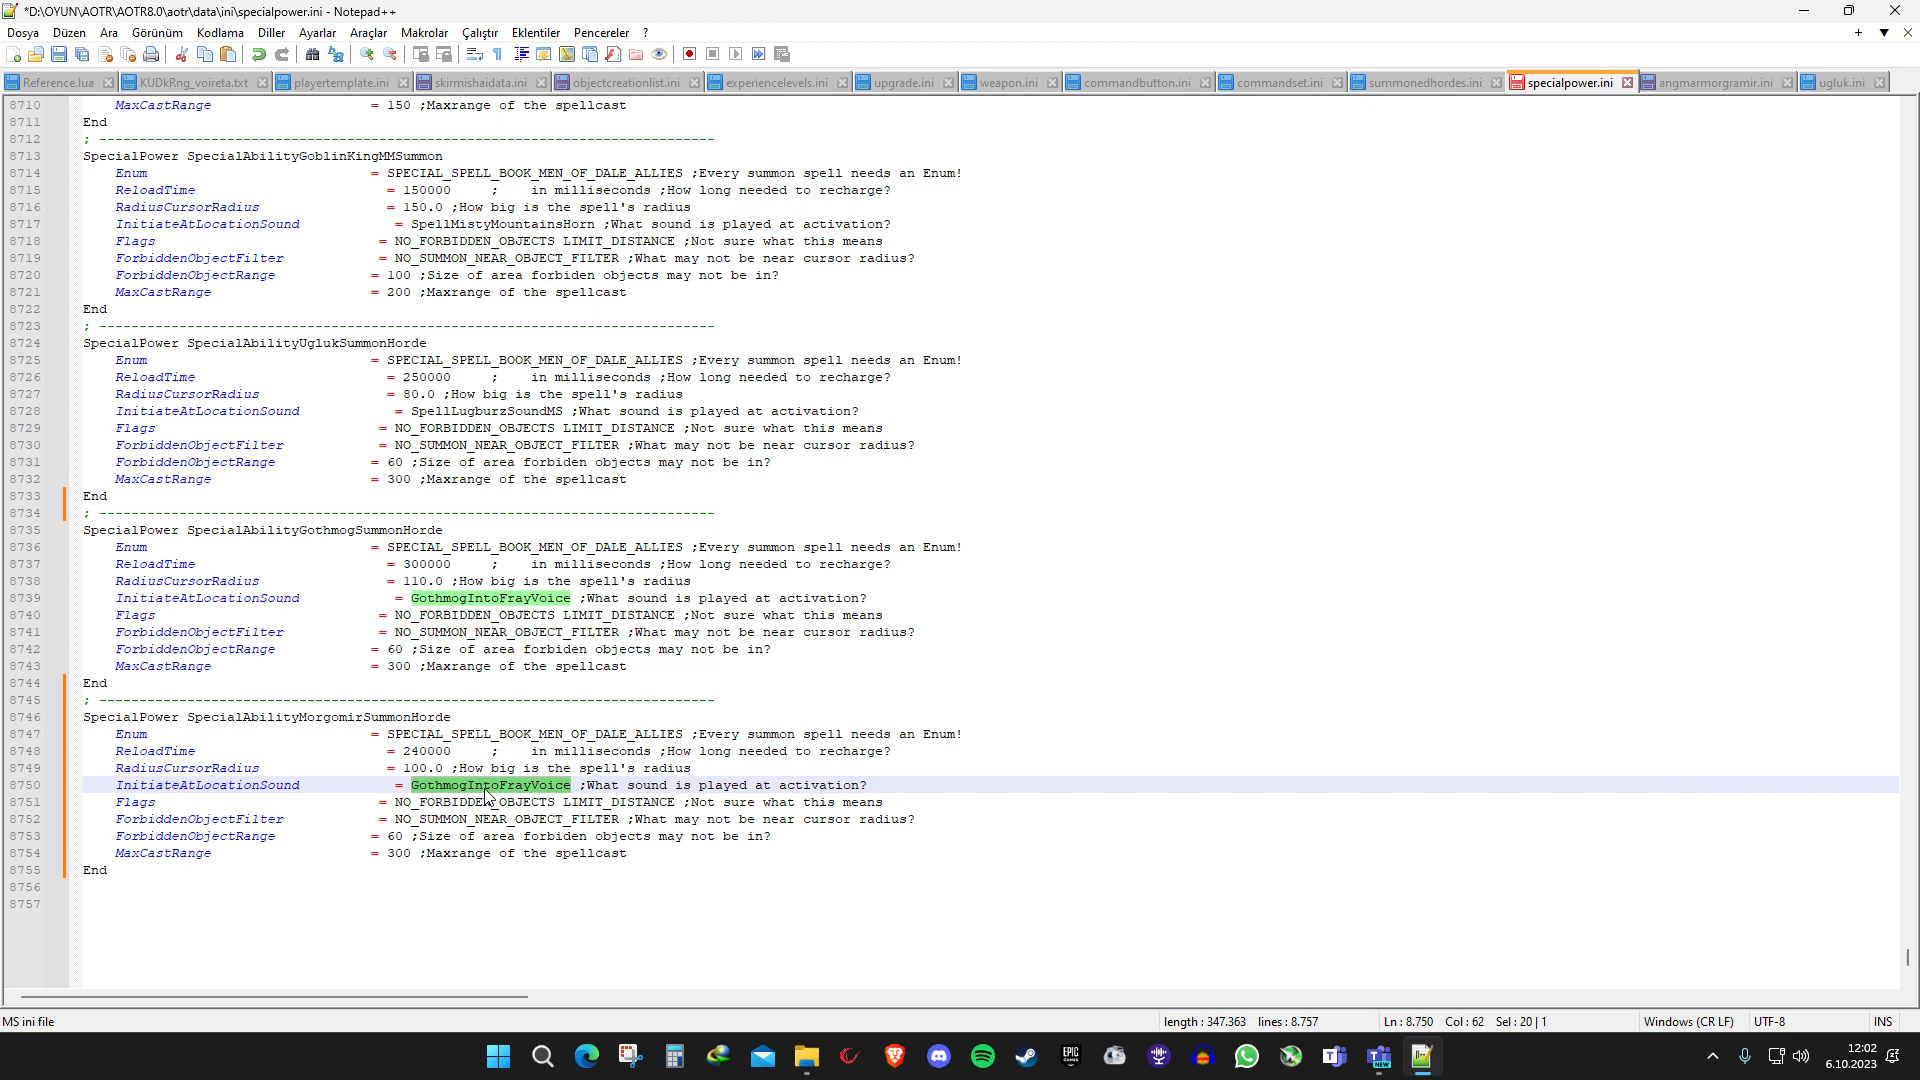 *D:\OYUN\AOTR\AOTR8.0\aotr\data\ini\specialpower.ini - Notepad++
Dosya Düzen Ara Görünüm Kodlama Diller Ayarlar Araçlar Makrolar Çalıştır Eklentiler Pencereler ?
Reference.lua KUDkRng_voireta.txt playertemplate.ini skirmishaidata.ini objectcreationlist.ini experiencelevels.ini upgrade.ini weapon.ini commandbutton.ini commandset.ini summonedhordes.ini specialpower.ini angmarmorgramir.ini ugluk.ini
8710 MaxCastRange = 150 ;Maxrange of the spellcast
8711 End
8712 ; -----------------------------------------------------------------------------
8713 SpecialPower SpecialAbilityGoblinKingMMSummon
8714 Enum = SPECIAL_SPELL_BOOK_MEN_OF_DALE_ALLIES ;Every summon spell needs an Enum!
8715 ReloadTime = 150000 ; in milliseconds ;How long needed to recharge?
8716 RadiusCursorRadius = 150.0 ;How big is the spell's radius
8717 InitiateAtLocationSound = SpellMistyMountainsHorn ;What sound is played at activation?
8718 Flags = NO_FORBIDDEN_OBJECTS LIMIT_DISTANCE ;Not sure what this means
8719 ForbiddenObjectFilter = NO_SUMMON_NEAR_OBJECT_FILTER ;What may not be near cursor radius?
8720 ForbiddenObjectRange = 100 ;Size of area forbiden objects may not be in?
8721 MaxCastRange = 200 ;Maxrange of the spellcast
8722 End
8723 ; -----------------------------------------------------------------------------
8724 SpecialPower SpecialAbilityUglukSummonHorde
8725 Enum = SPECIAL_SPELL_BOOK_MEN_OF_DALE_ALLIES ;Every summon spell needs an Enum!
8726 ReloadTime = 250000 ; in milliseconds ;How long needed to recharge?
8727 RadiusCursorRadius = 80.0 ;How big is the spell's radius
8728 InitiateAtLocationSound = SpellLugburzSoundMS ;What sound is played at activation?
8729 Flags = NO_FORBIDDEN_OBJECTS LIMIT_DISTANCE ;Not sure what this means
8730 ForbiddenObjectFilter = NO_SUMMON_NEAR_OBJECT_FILTER ;What may not be near cursor radius?
8731 ForbiddenObjectRange = 60 ;Size of area forbiden objects may not be in?
8732 MaxCastRange = 300 ;Maxrange of the spellcast
8733 End
8734 ; -----------------------------------------------------------------------------
8735 SpecialPower SpecialAbilityGothmogSummonHorde
8736 Enum = SPECIAL_SPELL_BOOK_MEN_OF_DALE_ALLIES ;Every summon spell needs an Enum!
8737 ReloadTime = 300000 ; in milliseconds ;How long needed to recharge?
8738 RadiusCursorRadius = 110.0 ;How big is the spell's radius
8739 InitiateAtLocationSound = GothmogIntoFrayVoice ;What sound is played at activation?
8740 Flags = NO_FORBIDDEN_OBJECTS LIMIT_DISTANCE ;Not sure what this means
8741 ForbiddenObjectFilter = NO_SUMMON_NEAR_OBJECT_FILTER ;What may not be near cursor radius?
8742 ForbiddenObjectRange = 60 ;Size of area forbiden objects may not be in?
8743 MaxCastRange = 300 ;Maxrange of the spellcast
8744 End
8745 ; -----------------------------------------------------------------------------
8746 SpecialPower SpecialAbilityMorgomirSummonHorde
8747 Enum = SPECIAL_SPELL_BOOK_MEN_OF_DALE_ALLIES ;Every summon spell needs an Enum!
8748 ReloadTime = 240000 ; in milliseconds ;How long needed to recharge?
8749 RadiusCursorRadius = 100.0 ;How big is the spell's radius
8750 InitiateAtLocationSound = GothmogIntoFrayVoice ;What sound is played at activation?
8751 Flags = NO_FORBIDDEN_OBJECTS LIMIT_DISTANCE ;Not sure what this means
8752 ForbiddenObjectFilter = NO_SUMMON_NEAR_OBJECT_FILTER ;What may not be near cursor radius?
8753 ForbiddenObjectRange = 60 ;Size of area forbiden objects may not be in?
8754 MaxCastRange = 300 ;Maxrange of the spellcast
8755 End
8756
8757
MS ini file length : 347.363 lines : 8.757 Ln : 8.750 Col : 62 Sel : 20 | 1 Windows (CR LF) UTF-8 INS
EPIC GAMES NEW 12:02
6.10.2023